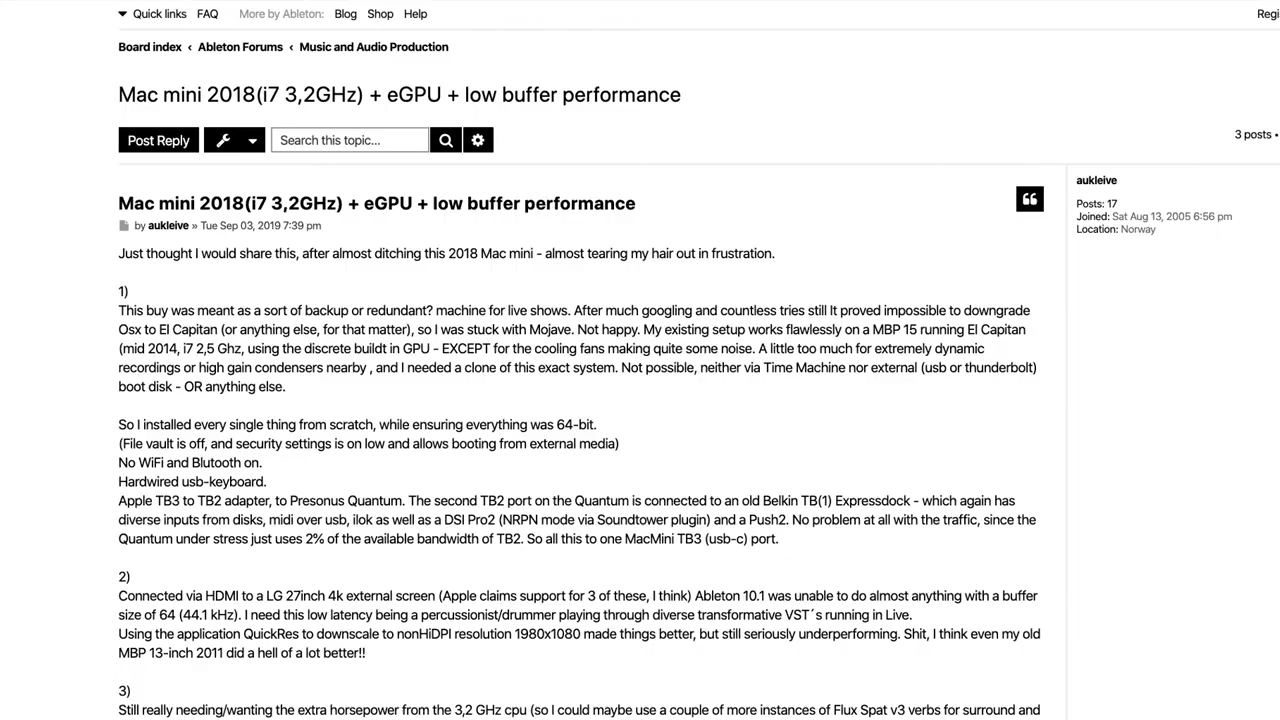 Quick links FAQ More by Ableton: Blog Shop Help Regi
Board index ‹ Ableton Forums ‹ Music and Audio Production
Mac mini 2018(i7 3,2GHz) + eGPU + low buffer performance
Post Reply Search this topic... 3 posts •
Mac mini 2018(i7 3,2GHz) + eGPU + low buffer performance
by aukleive » Tue Sep 03, 2019 7:39 pm
aukleive
Posts: 17
Joined: Sat Aug 13, 2005 6:56 pm
Location: Norway
Just thought I would share this, after almost ditching this 2018 Mac mini - almost tearing my hair out in frustration.
1)
This buy was meant as a sort of backup or redundant? machine for live shows. After much googling and countless tries still It proved impossible to downgrade
Osx to El Capitan (or anything else, for that matter), so I was stuck with Mojave. Not happy. My existing setup works flawlessly on a MBP 15 running El Capitan
(mid 2014, i7 2,5 Ghz, using the discrete buildt in GPU - EXCEPT for the cooling fans making quite some noise. A little too much for extremely dynamic
recordings or high gain condensers nearby , and I needed a clone of this exact system. Not possible, neither via Time Machine nor external (usb or thunderbolt)
boot disk - OR anything else.
So I installed every single thing from scratch, while ensuring everything was 64-bit.
(File vault is off, and security settings is on low and allows booting from external media)
No WiFi and Blutooth on.
Hardwired usb-keyboard.
Apple TB3 to TB2 adapter, to Presonus Quantum. The second TB2 port on the Quantum is connected to an old Belkin TB(1) Expressdock - which again has
diverse inputs from disks, midi over usb, ilok as well as a DSI Pro2 (NRPN mode via Soundtower plugin) and a Push2. No problem at all with the traffic, since the
Quantum under stress just uses 2% of the available bandwidth of TB2. So all this to one MacMini TB3 (usb-c) port.
2)
Connected via HDMI to a LG 27inch 4k external screen (Apple claims support for 3 of these, I think) Ableton 10.1 was unable to do almost anything with a buffer
size of 64 (44.1 kHz). I need this low latency being a percussionist/drummer playing through diverse transformative VST´s running in Live.
Using the application QuickRes to downscale to nonHiDPI resolution 1980x1080 made things better, but still seriously underperforming. Shit, I think even my old
MBP 13-inch 2011 did a hell of a lot better!!
3)
Still really needing/wanting the extra horsepower from the 3,2 GHz cpu (so I could maybe use a couple of more instances of Flux Spat v3 verbs for surround and